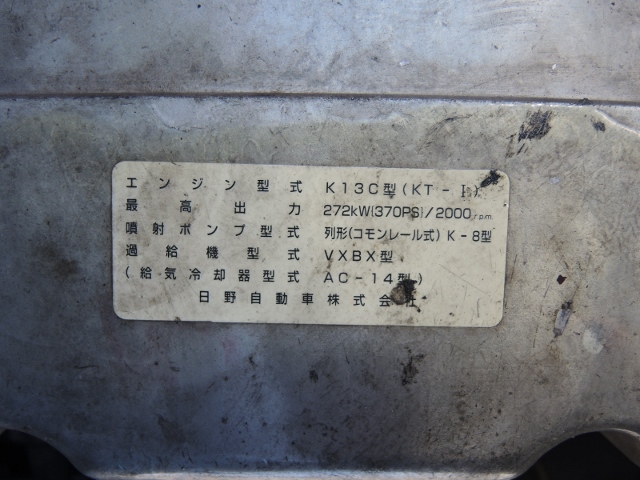 エンジン型式 K13C型(KT-I)
最高出力 272kW{370PS}/2000r.p.m
噴射ポンプ型式 列形(コモンレール式)K-8型
過給機型式 VXBX型
(給気冷却器型式 AC-14型)
日野自動車株式会社